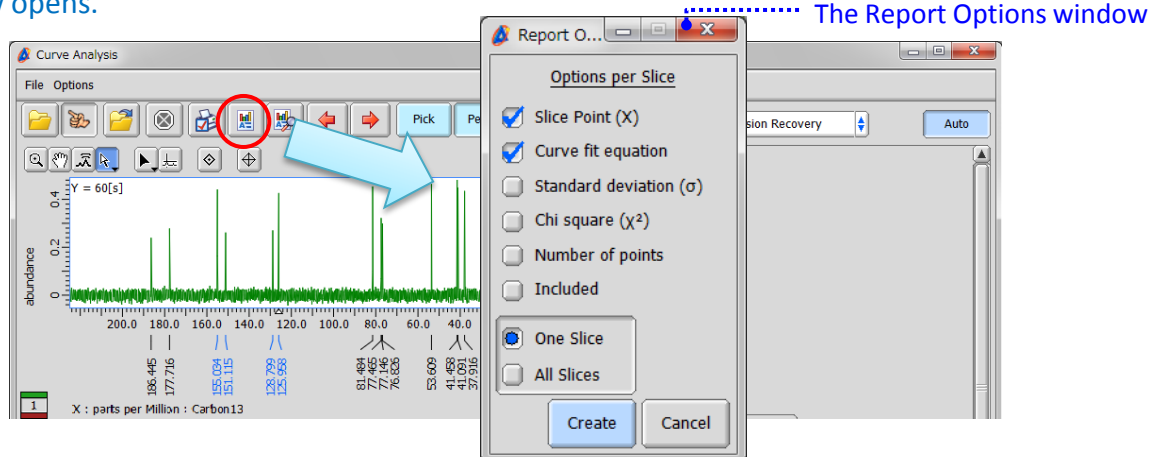 opens.
The Report Options window
Curve Analysis
File Options
Pick
sion Recovery
Auto
Y = 60[s]
abundance
0 0.2 0.4
200.0 180.0 160.0 140.0 120.0 100.0 80.0 60.0 40.0
186.445
177.716
155.034
151.115
128.799
125.958
81.484
77.465
77.146
76.826
53.609
41.458
41.091
37.916
1
X : parts per Million : Carbon13
Report O...
Options per Slice
Slice Point (X)
Curve fit equation
Standard deviation (σ)
Chi square (χ²)
Number of points
Included
One Slice
All Slices
Create Cancel